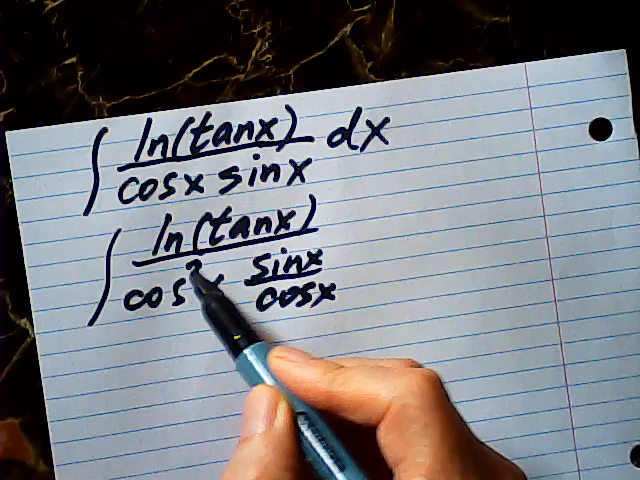 ∫ ln(tanx) / cosx sinx dx
∫ ln(tanx) / cos²x sinx/cosx